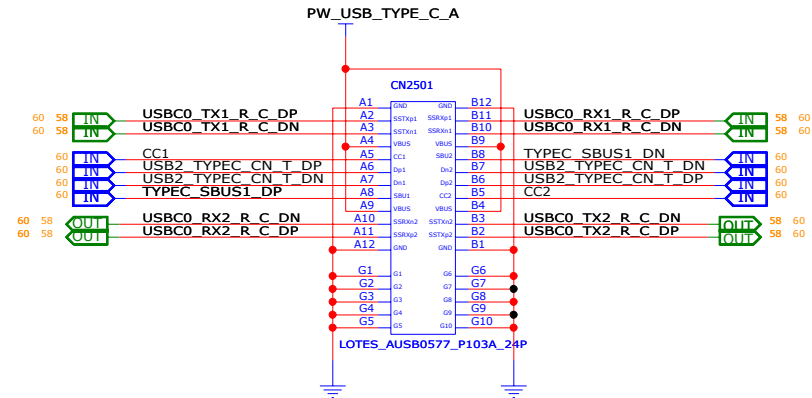 PW_USB_TYPE_C_A
CN2501
A1 GND GND B12
60 58 IN USBC0_TX1_R_C_DP A2 SSTXp1 SSRXp1 B11 USBC0_RX1_R_C_DP IN 58 60
60 58 IN USBC0_TX1_R_C_DN A3 SSTXn1 SSRXn1 B10 USBC0_RX1_R_C_DN IN 58 60
A4 VBUS VBUS B9
60 IN CC1 A5 CC1 SBU2 B8 TYPEC_SBUS1_DN IN 60
60 IN USB2_TYPEC_CN_T_DP A6 Dp1 Dn2 B7 USB2_TYPEC_CN_T_DN IN 60
60 IN USB2_TYPEC_CN_T_DN A7 Dn1 Dp2 B6 USB2_TYPEC_CN_T_DP IN 60
60 IN TYPEC_SBUS1_DP A8 SBU1 CC2 B5 CC2 IN 60
A9 VBUS VBUS B4
60 58 OUT USBC0_RX2_R_C_DN A10 SSRXn2 SSTXn2 B3 USBC0_TX2_R_C_DN OUT 58 60
60 58 OUT USBC0_RX2_R_C_DP A11 SSRXp2 SSTXp2 B2 USBC0_TX2_R_C_DP OUT 58 60
A12 GND GND B1
G1 G1 G6 G6
G2 G2 G7 G7
G3 G3 G8 G8
G4 G4 G9 G9
G5 G5 G10 G10
LOTES_AUSB0577_P103A_24P